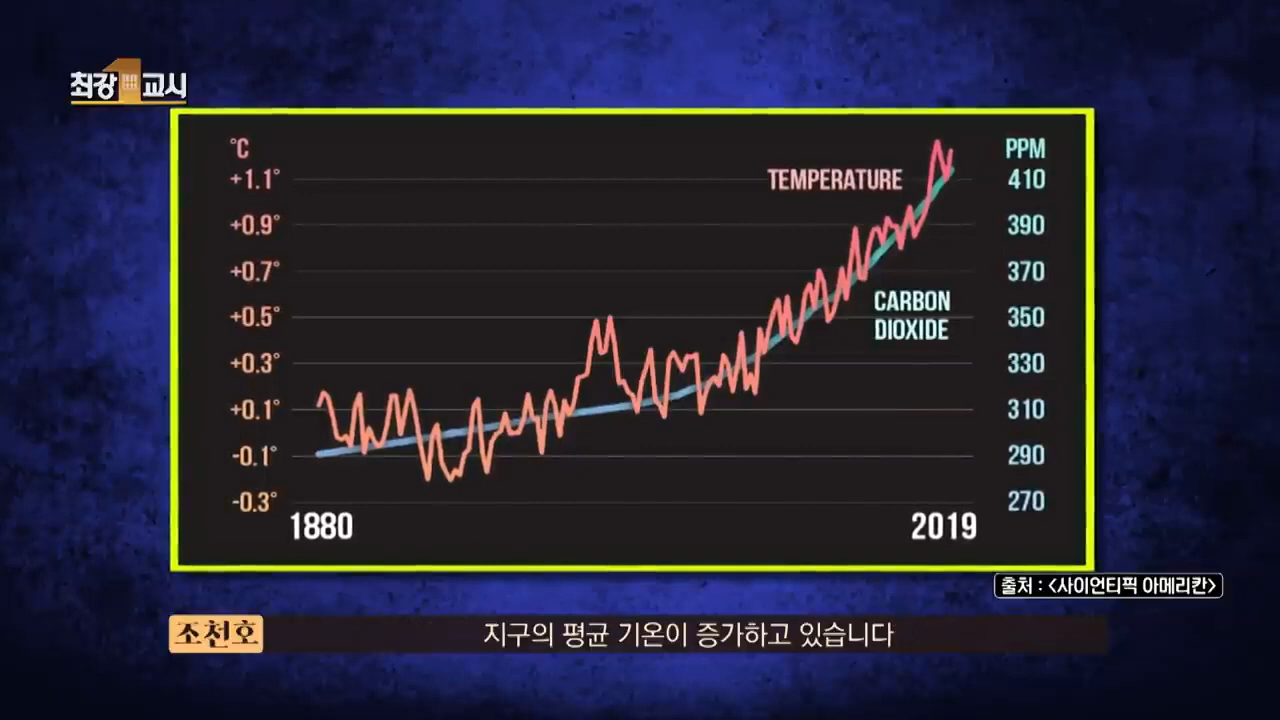 최강1교시
°C
PPM
+1.1°
TEMPERATURE
410
+0.9°
390
+0.7°
370
+0.5°
CARBON
DIOXIDE
350
+0.3°
330
+0.1°
310
-0.1°
290
-0.3°
270
1880
2019
출처 : <사이언티픽 아메리칸>
조천호
지구의 평균 기온이 증가하고 있습니다